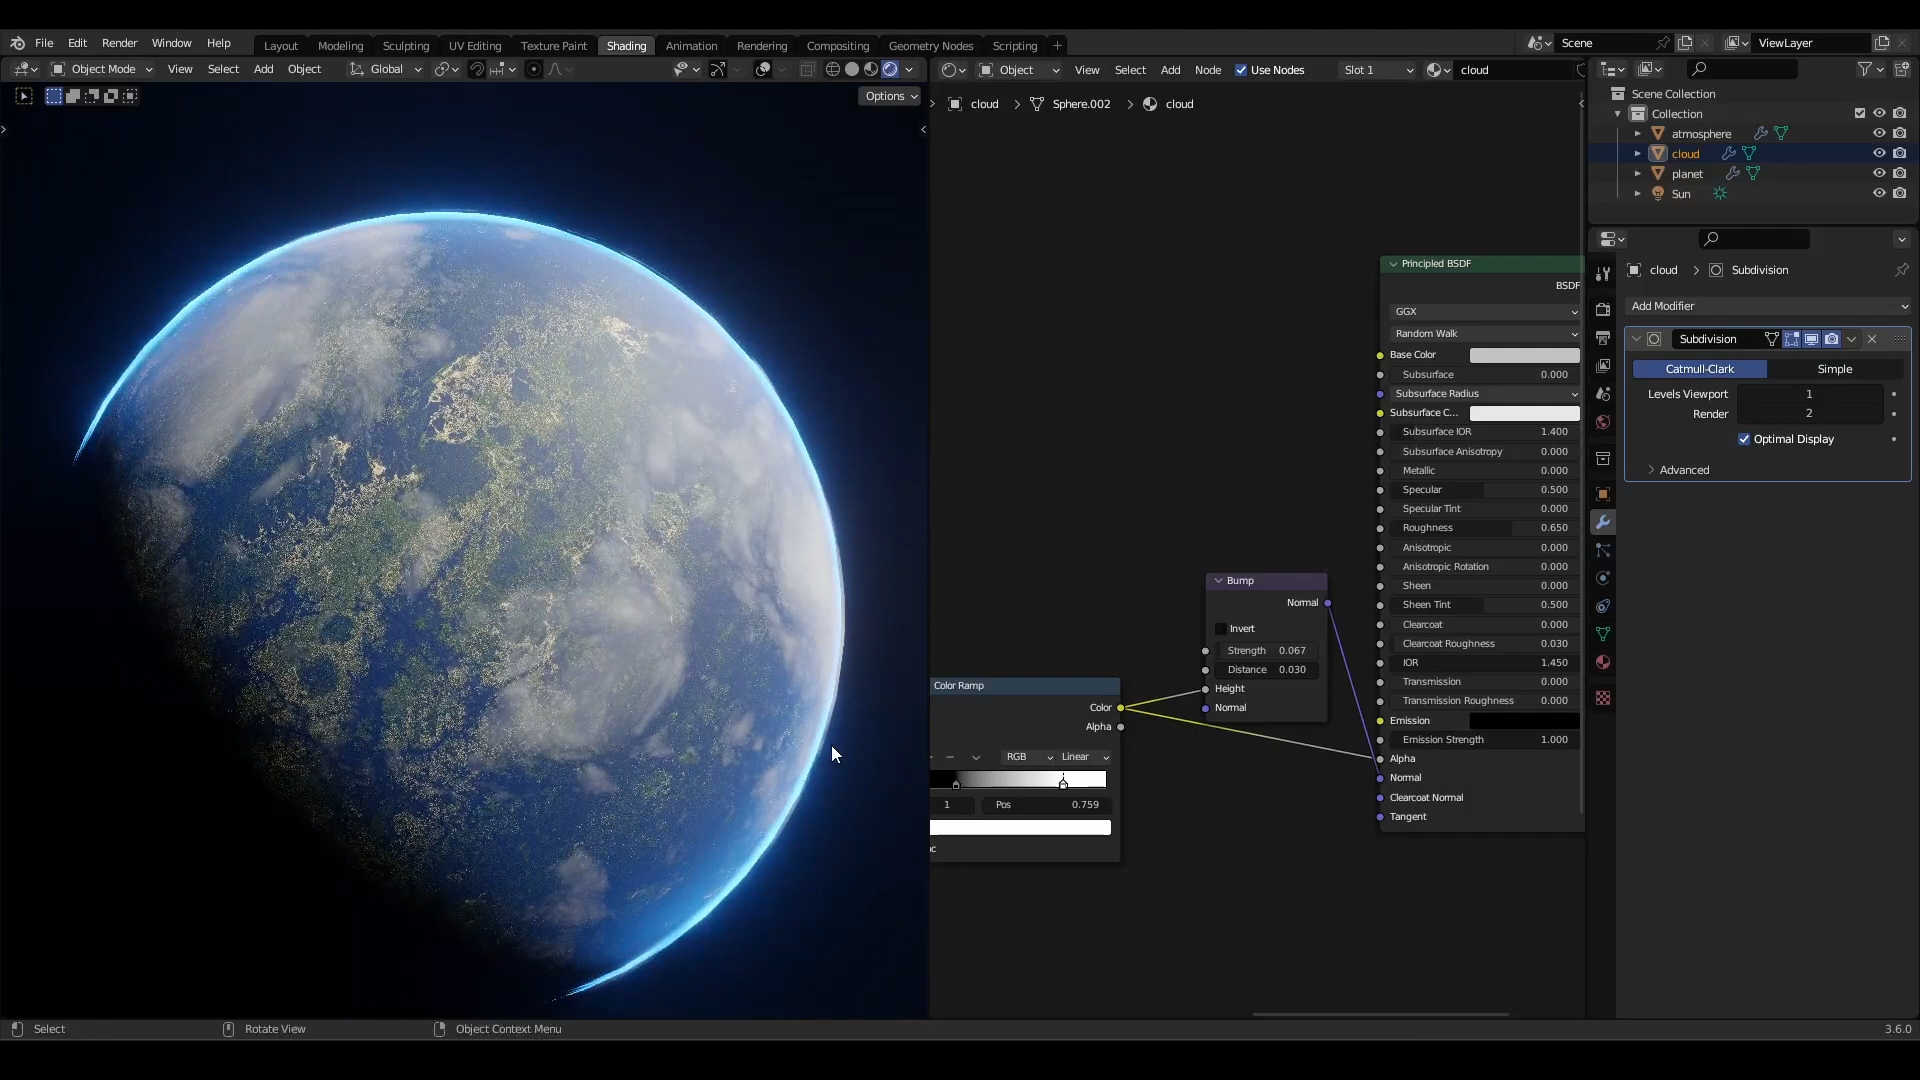 File Edit Render Window Help Layout Modeling Sculpting UV Editing Texture Paint Shading Animation Rendering Compositing Geometry Nodes Scripting + Scene ViewLayer
Object Mode View Select Add Object Global Object View Select Add Node Use Nodes Slot 1 cloud
Options
cloud > Sphere.002 > cloud
Scene Collection
Collection
atmosphere
cloud
planet
Sun
cloud > Subdivision
Add Modifier
Subdivision
Catmull-Clark Simple
Levels Viewport 1
Render 2
Optimal Display
Advanced
Principled BSDF
BSDF
GGX
Random Walk
Base Color
Subsurface 0.000
Subsurface Radius
Subsurface C...
Subsurface IOR 1.400
Subsurface Anisotropy 0.000
Metallic 0.000
Specular 0.500
Specular Tint 0.000
Roughness 0.650
Anisotropic 0.000
Anisotropic Rotation 0.000
Sheen 0.000
Sheen Tint 0.500
Clearcoat 0.000
Clearcoat Roughness 0.030
IOR 1.450
Transmission 0.000
Transmission Roughness 0.000
Emission
Emission Strength 1.000
Alpha
Normal
Clearcoat Normal
Tangent
Bump
Normal
Invert
Strength 0.067
Distance 0.030
Height
Normal
Color Ramp
Color
Alpha
RGB Linear
1 Pos 0.759
Select Rotate View Object Context Menu 3.6.0